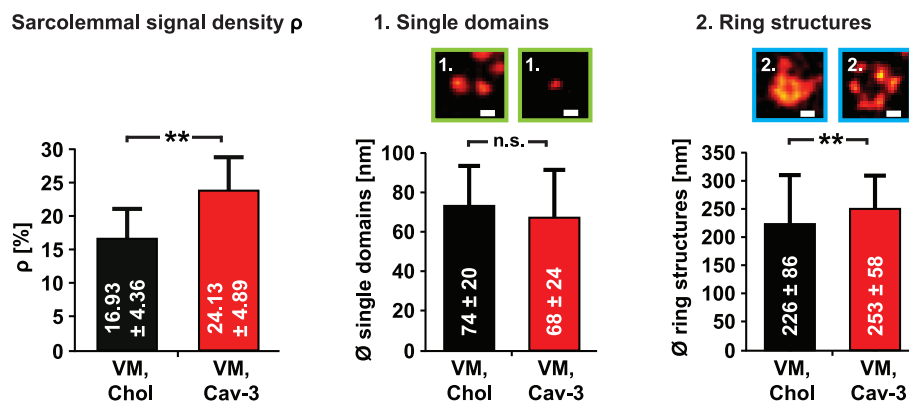 Sarcolemmal signal density ρ
1. Single domains
2. Ring structures
1.
1.
2.
2.
**
n.s.
**
ρ [%]
30
25
20
15
10
5
0
16.93
± 4.36
24.13
± 4.89
VM,
Chol
VM,
Cav-3
Ø single domains [nm]
100
80
60
40
20
0
74 ± 20
68 ± 24
VM,
Chol
VM,
Cav-3
Ø ring structures [nm]
350
300
250
200
150
100
50
0
226 ± 86
253 ± 58
VM,
Chol
VM,
Cav-3